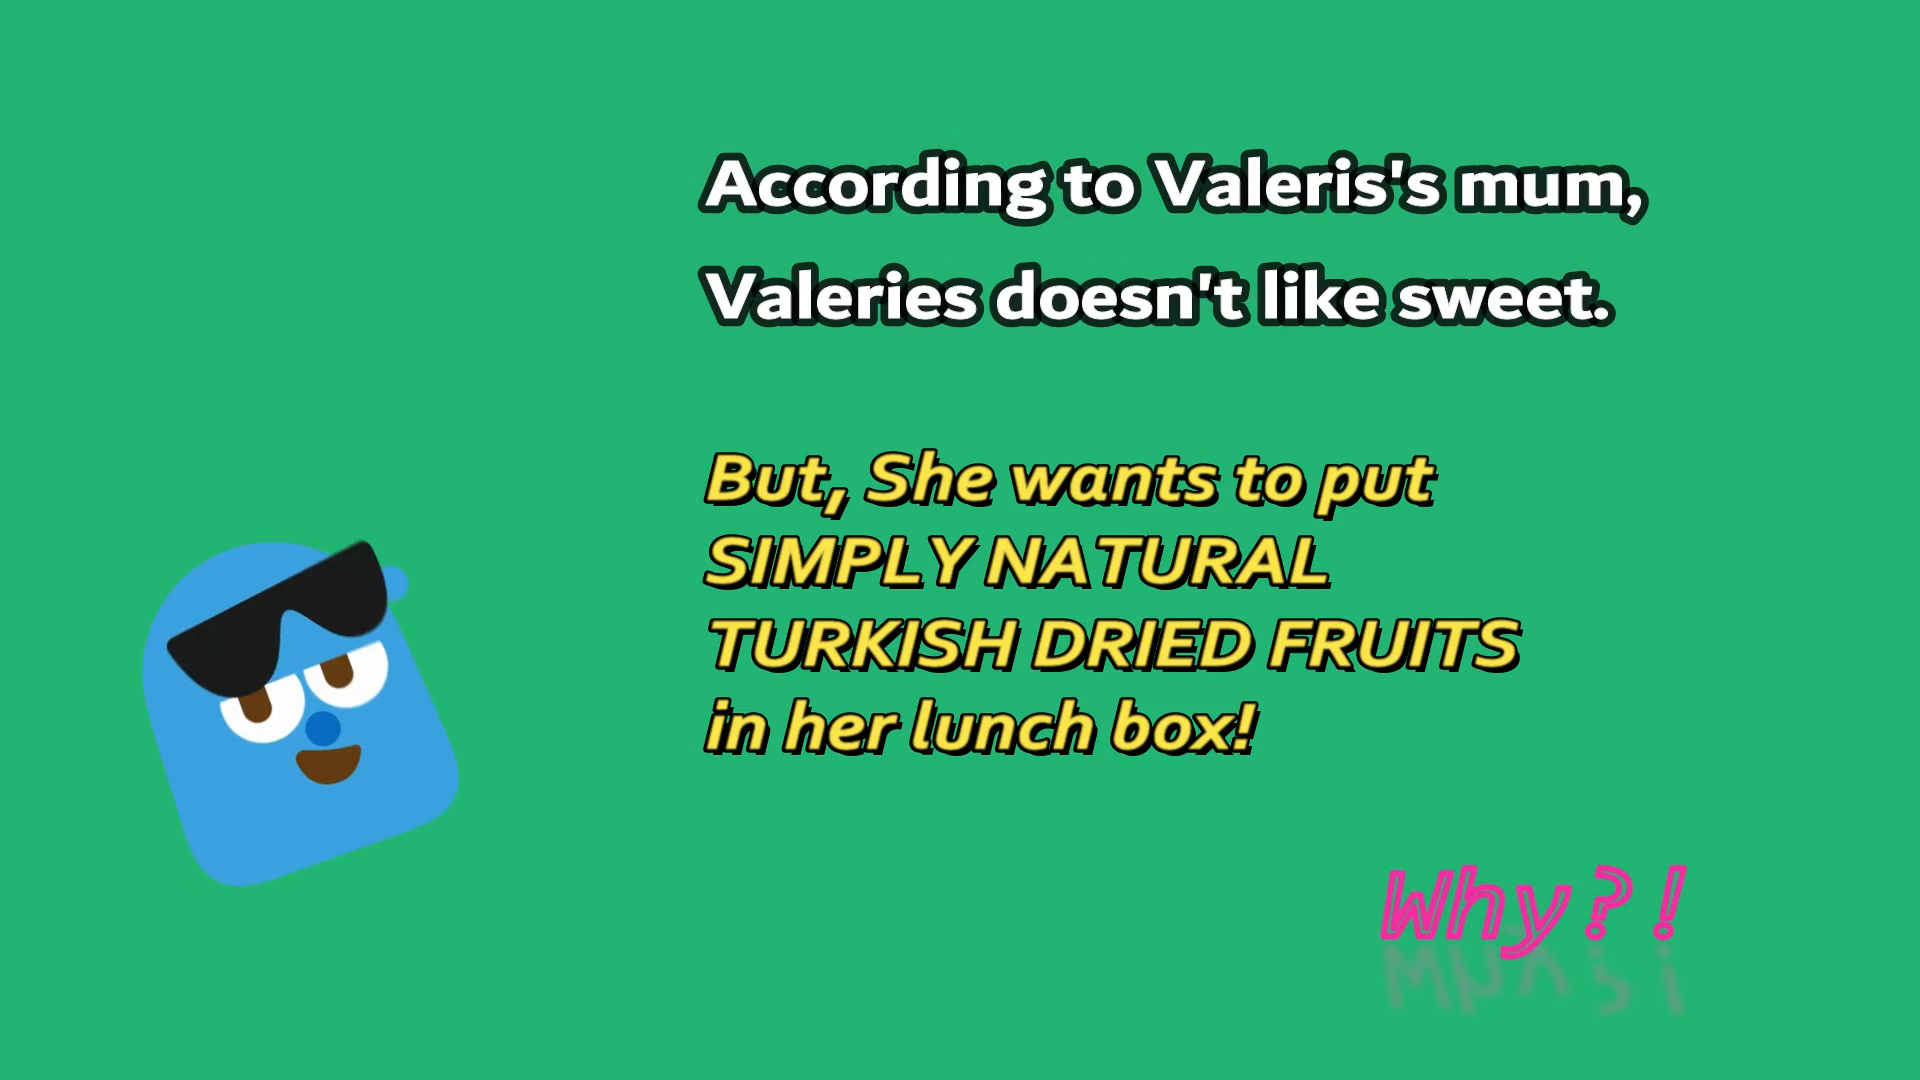 According to Valeris's mum,
Valeries doesn't like sweet.
But, She wants to put
SIMPLY NATURAL
TURKISH DRIED FRUITS
in her lunch box!
Why?!